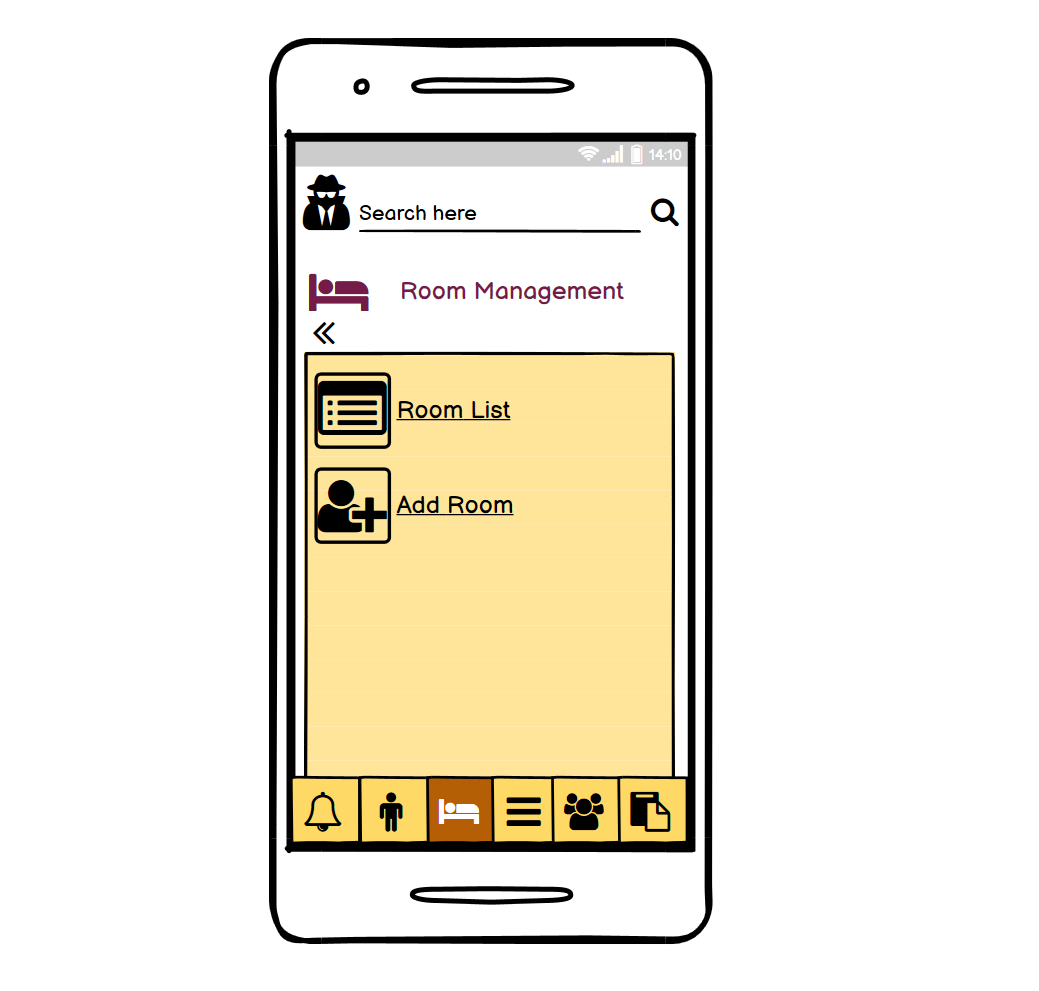 14:10
Search here
Room Management
Room List
Add Room